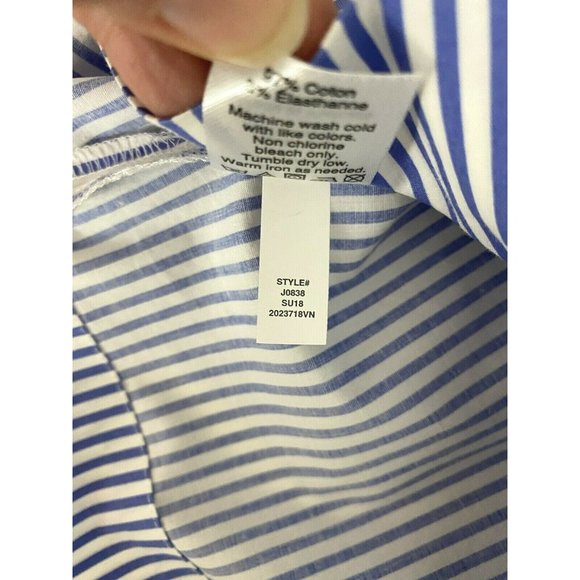 % Coton
% Elasthanne
Machine wash cold
with like colors.
Non chlorine
bleach only.
Tumble dry low.
Warm iron as needed.
STYLE#
J0838
SU18
2023718VN